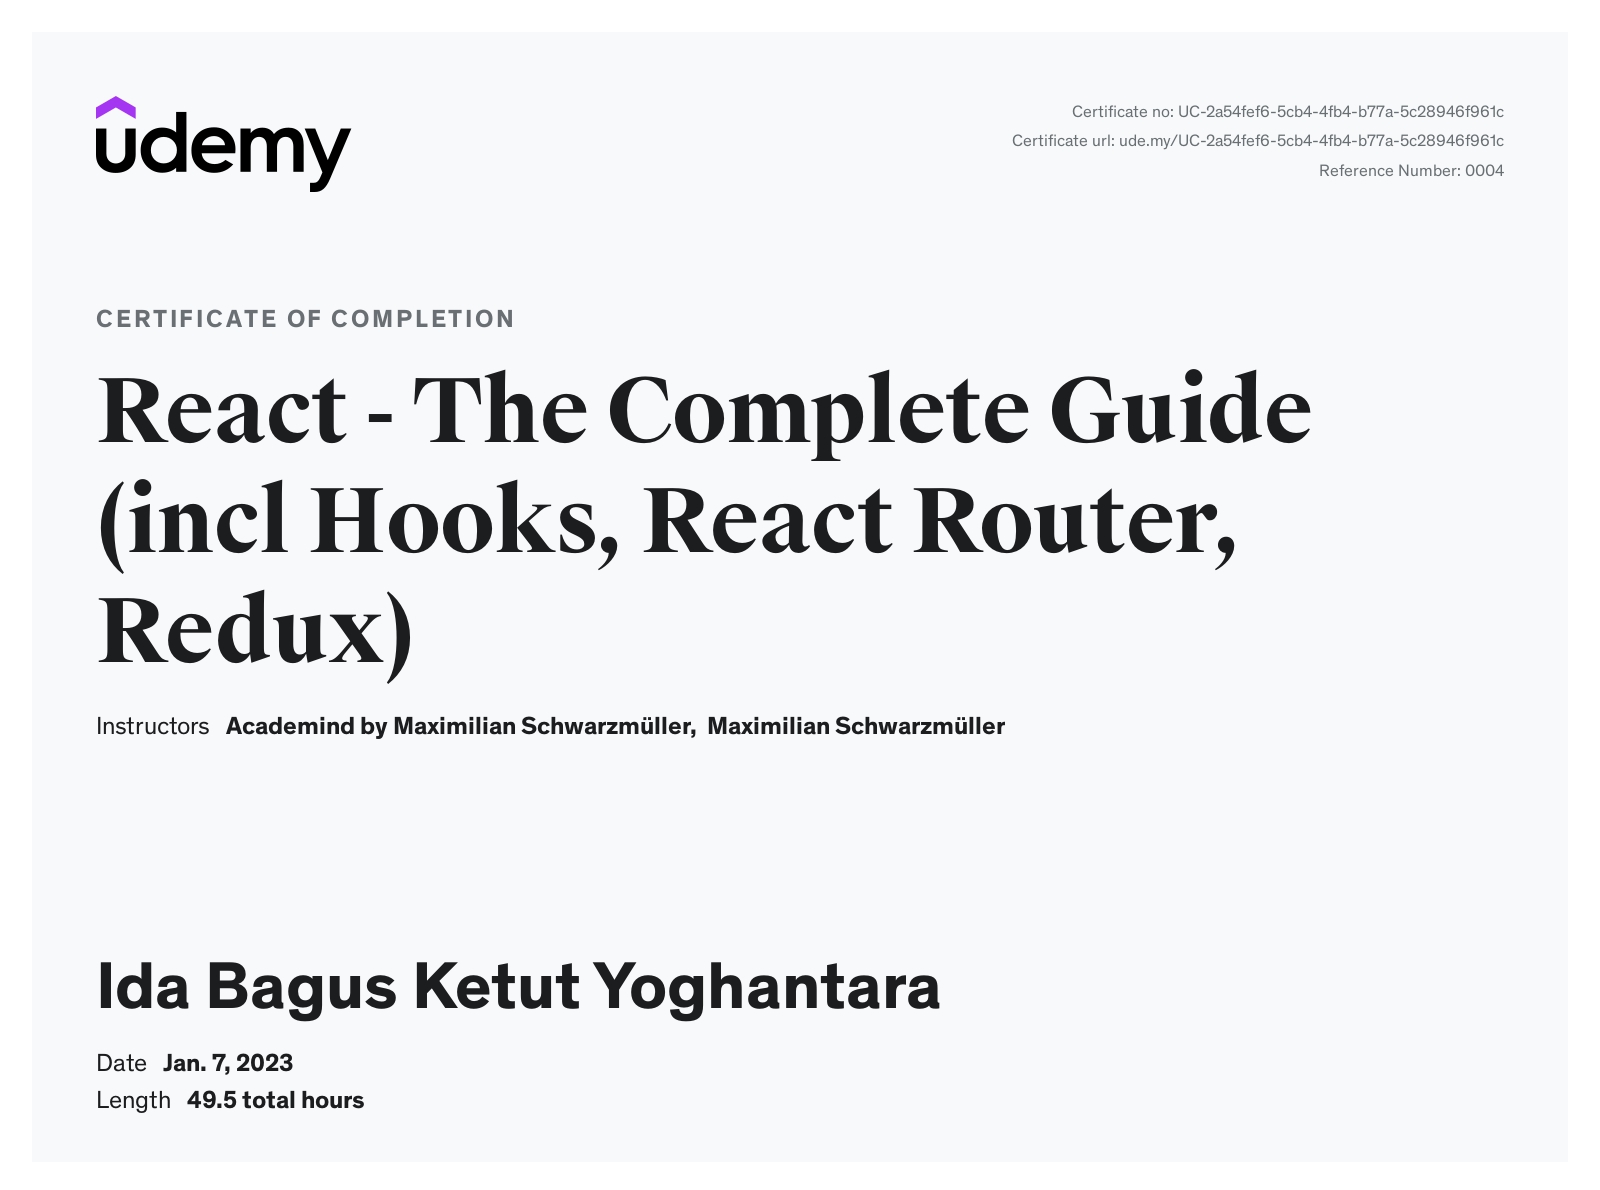 udemy
Certificate no: UC-2a54fef6-5cb4-4fb4-b77a-5c28946f961c
Certificate url: ude.my/UC-2a54fef6-5cb4-4fb4-b77a-5c28946f961c
Reference Number: 0004
CERTIFICATE OF COMPLETION
React - The Complete Guide
(incl Hooks, React Router,
Redux)
Instructors Academind by Maximilian Schwarzmüller, Maximilian Schwarzmüller
Ida Bagus Ketut Yoghantara
Date Jan. 7, 2023
Length 49.5 total hours